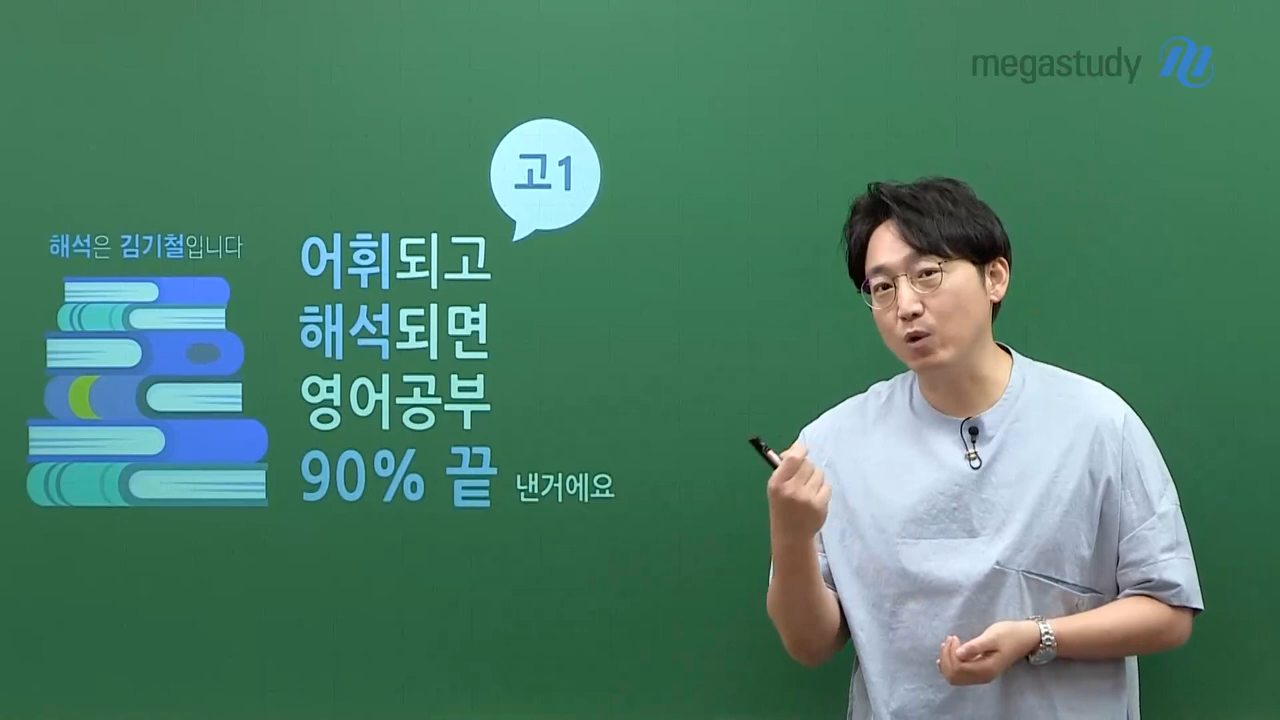 megastudy
고1
해석은 김기철입니다
어휘되고
해석되면
영어공부
90% 끝 낸거에요